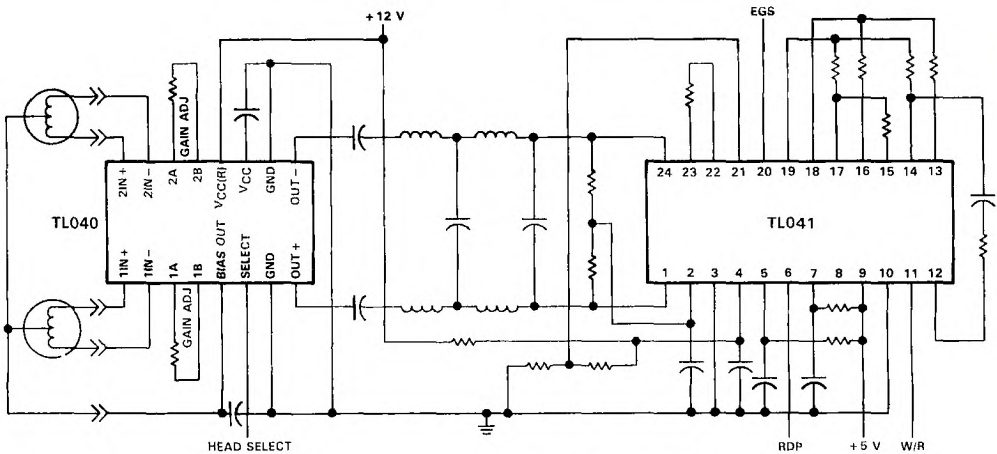 +12 V
EGS
GAIN ADJ
2IN+ 2IN- 2A 2B VCC(R) VCC GND OUT-
24 23 22 21 20 19 18 17 16 15 14 13
TL040
TL041
1IN+ 1IN- 1A 1B BIAS OUT SELECT GND OUT+
1 2 3 4 5 6 7 8 9 10 11 12
GAIN ADJ
HEAD SELECT
RDP
+5 V
W/R